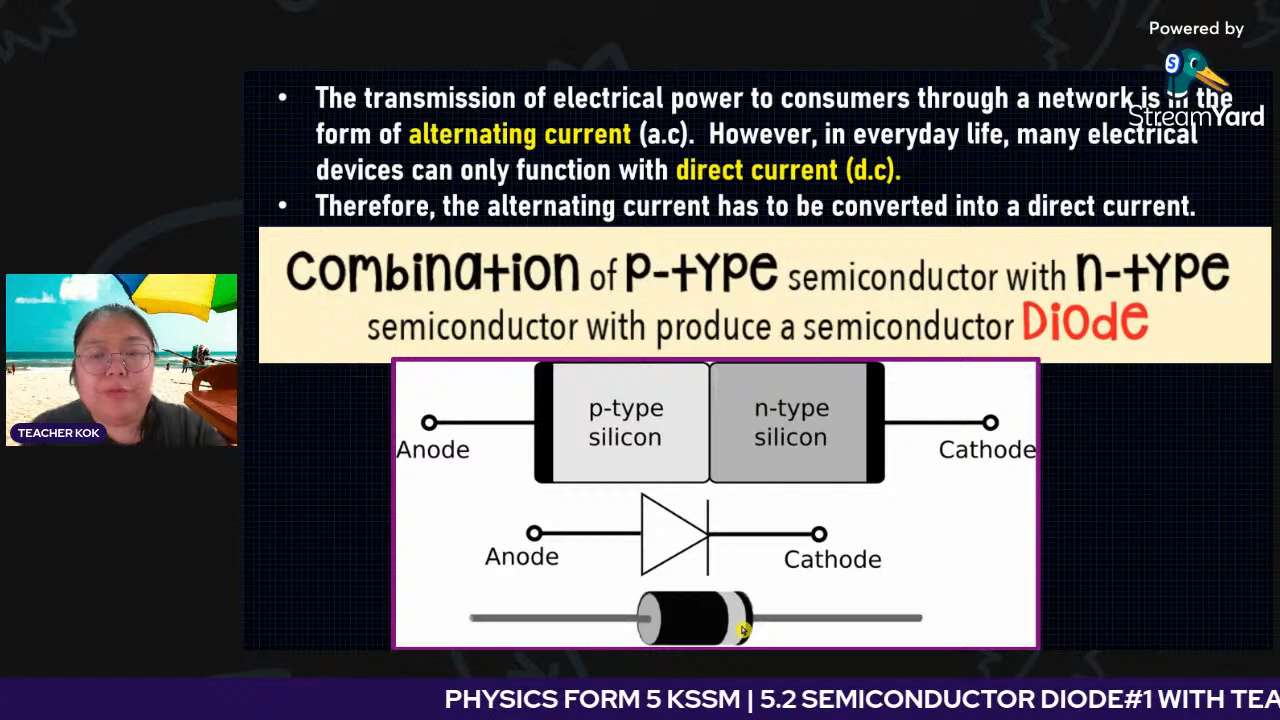 Powered by
StreamYard
• The transmission of electrical power to consumers through a network is in the
form of alternating current (a.c). However, in everyday life, many electrical
devices can only function with direct current (d.c).
• Therefore, the alternating current has to be converted into a direct current.
Combination of p-type semiconductor with n-type
semiconductor with produce a semiconductor Diode
p-type
silicon
n-type
silicon
Anode
Cathode
Anode
Cathode
TEACHER KOK
PHYSICS FORM 5 KSSM | 5.2 SEMICONDUCTOR DIODE#1 WITH TEA